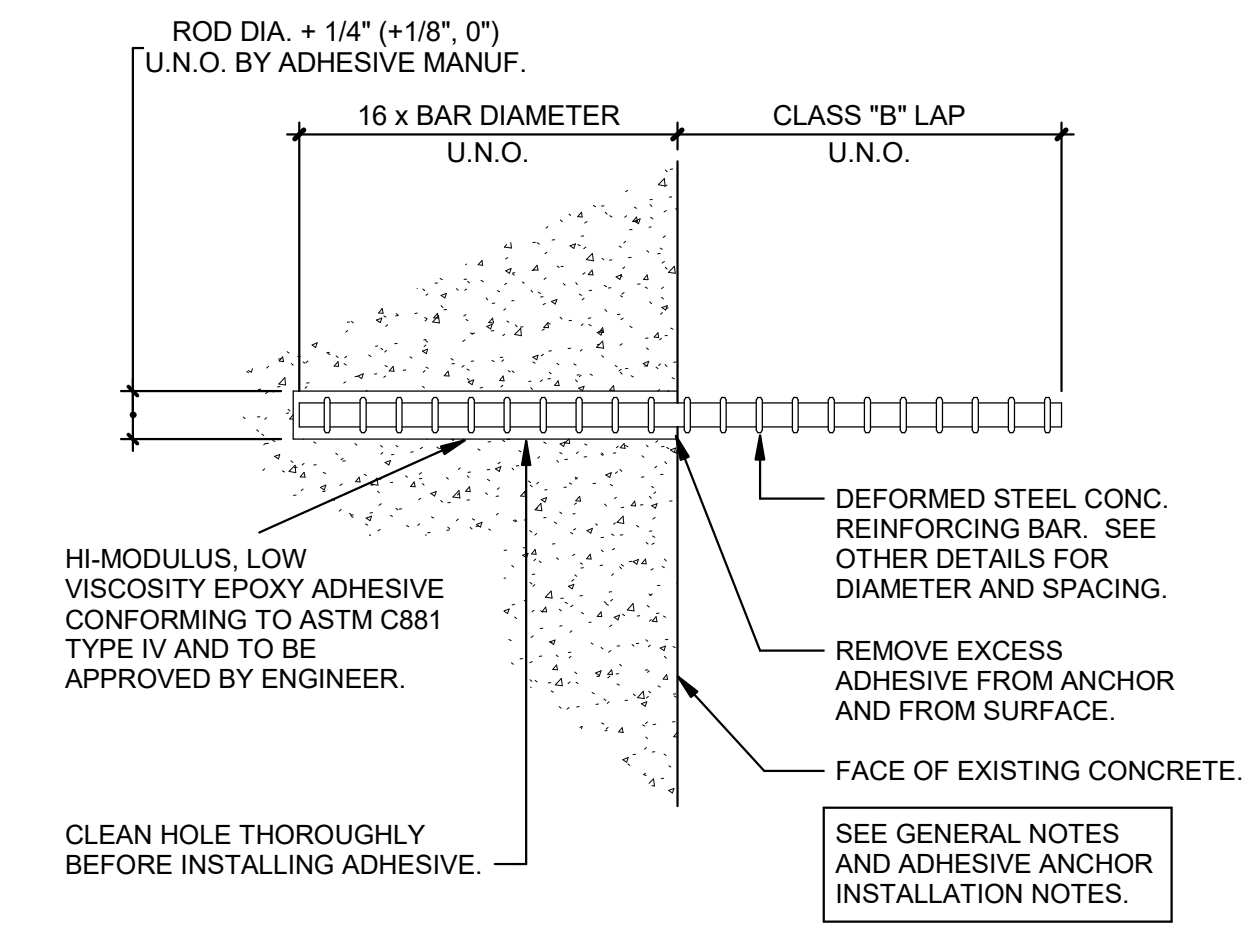 ROD DIA. + 1/4" (+1/8", 0")
U.N.O. BY ADHESIVE MANUF.
16 x BAR DIAMETER
U.N.O.
CLASS "B" LAP
U.N.O.
HI-MODULUS, LOW
VISCOSITY EPOXY ADHESIVE
CONFORMING TO ASTM C881
TYPE IV AND TO BE
APPROVED BY ENGINEER.
CLEAN HOLE THOROUGHLY
BEFORE INSTALLING ADHESIVE.
DEFORMED STEEL CONC.
REINFORCING BAR. SEE
OTHER DETAILS FOR
DIAMETER AND SPACING.
REMOVE EXCESS
ADHESIVE FROM ANCHOR
AND FROM SURFACE.
FACE OF EXISTING CONCRETE.
SEE GENERAL NOTES
AND ADHESIVE ANCHOR
INSTALLATION NOTES.